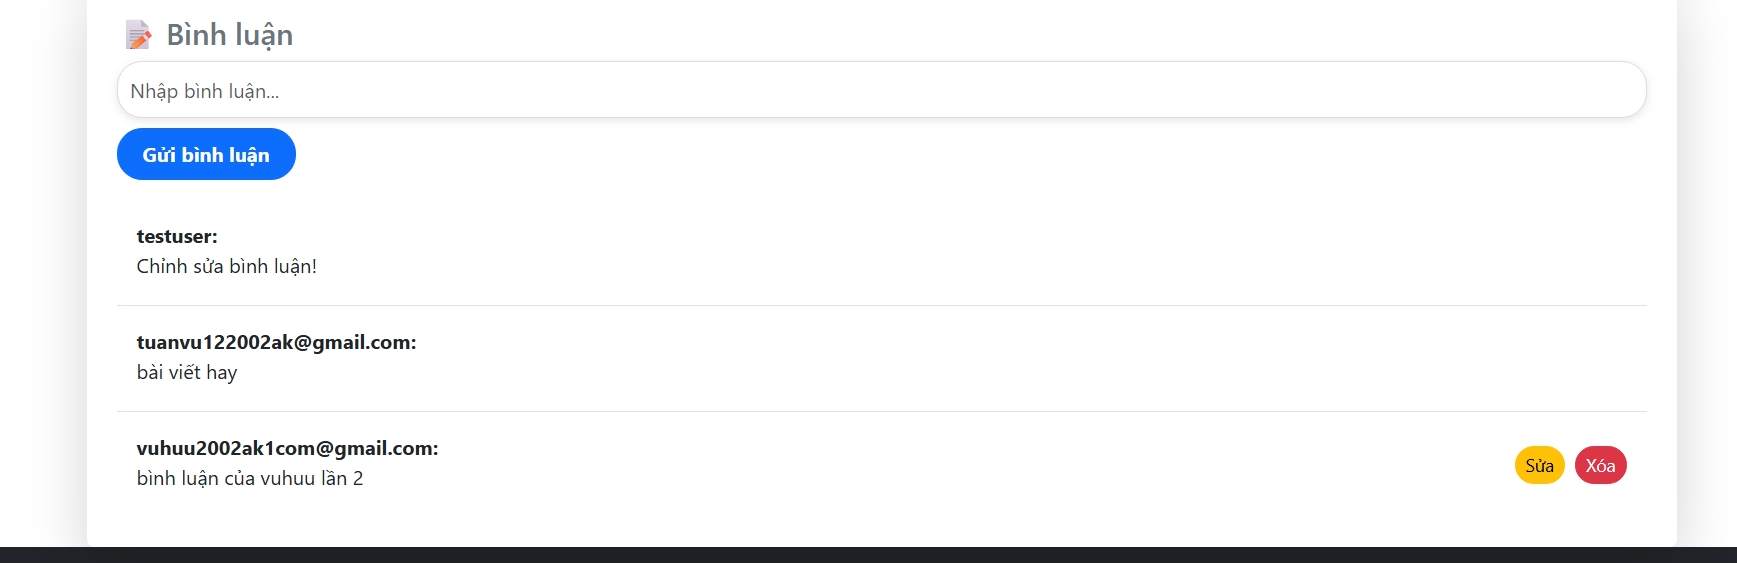 Bình luận
Nhập bình luận...
Gửi bình luận
testuser:
Chỉnh sửa bình luận!
tuanvu122002ak@gmail.com:
bài viết hay
vuhuu2002ak1com@gmail.com:
bình luận của vuhuu lần 2
Sửa Xóa